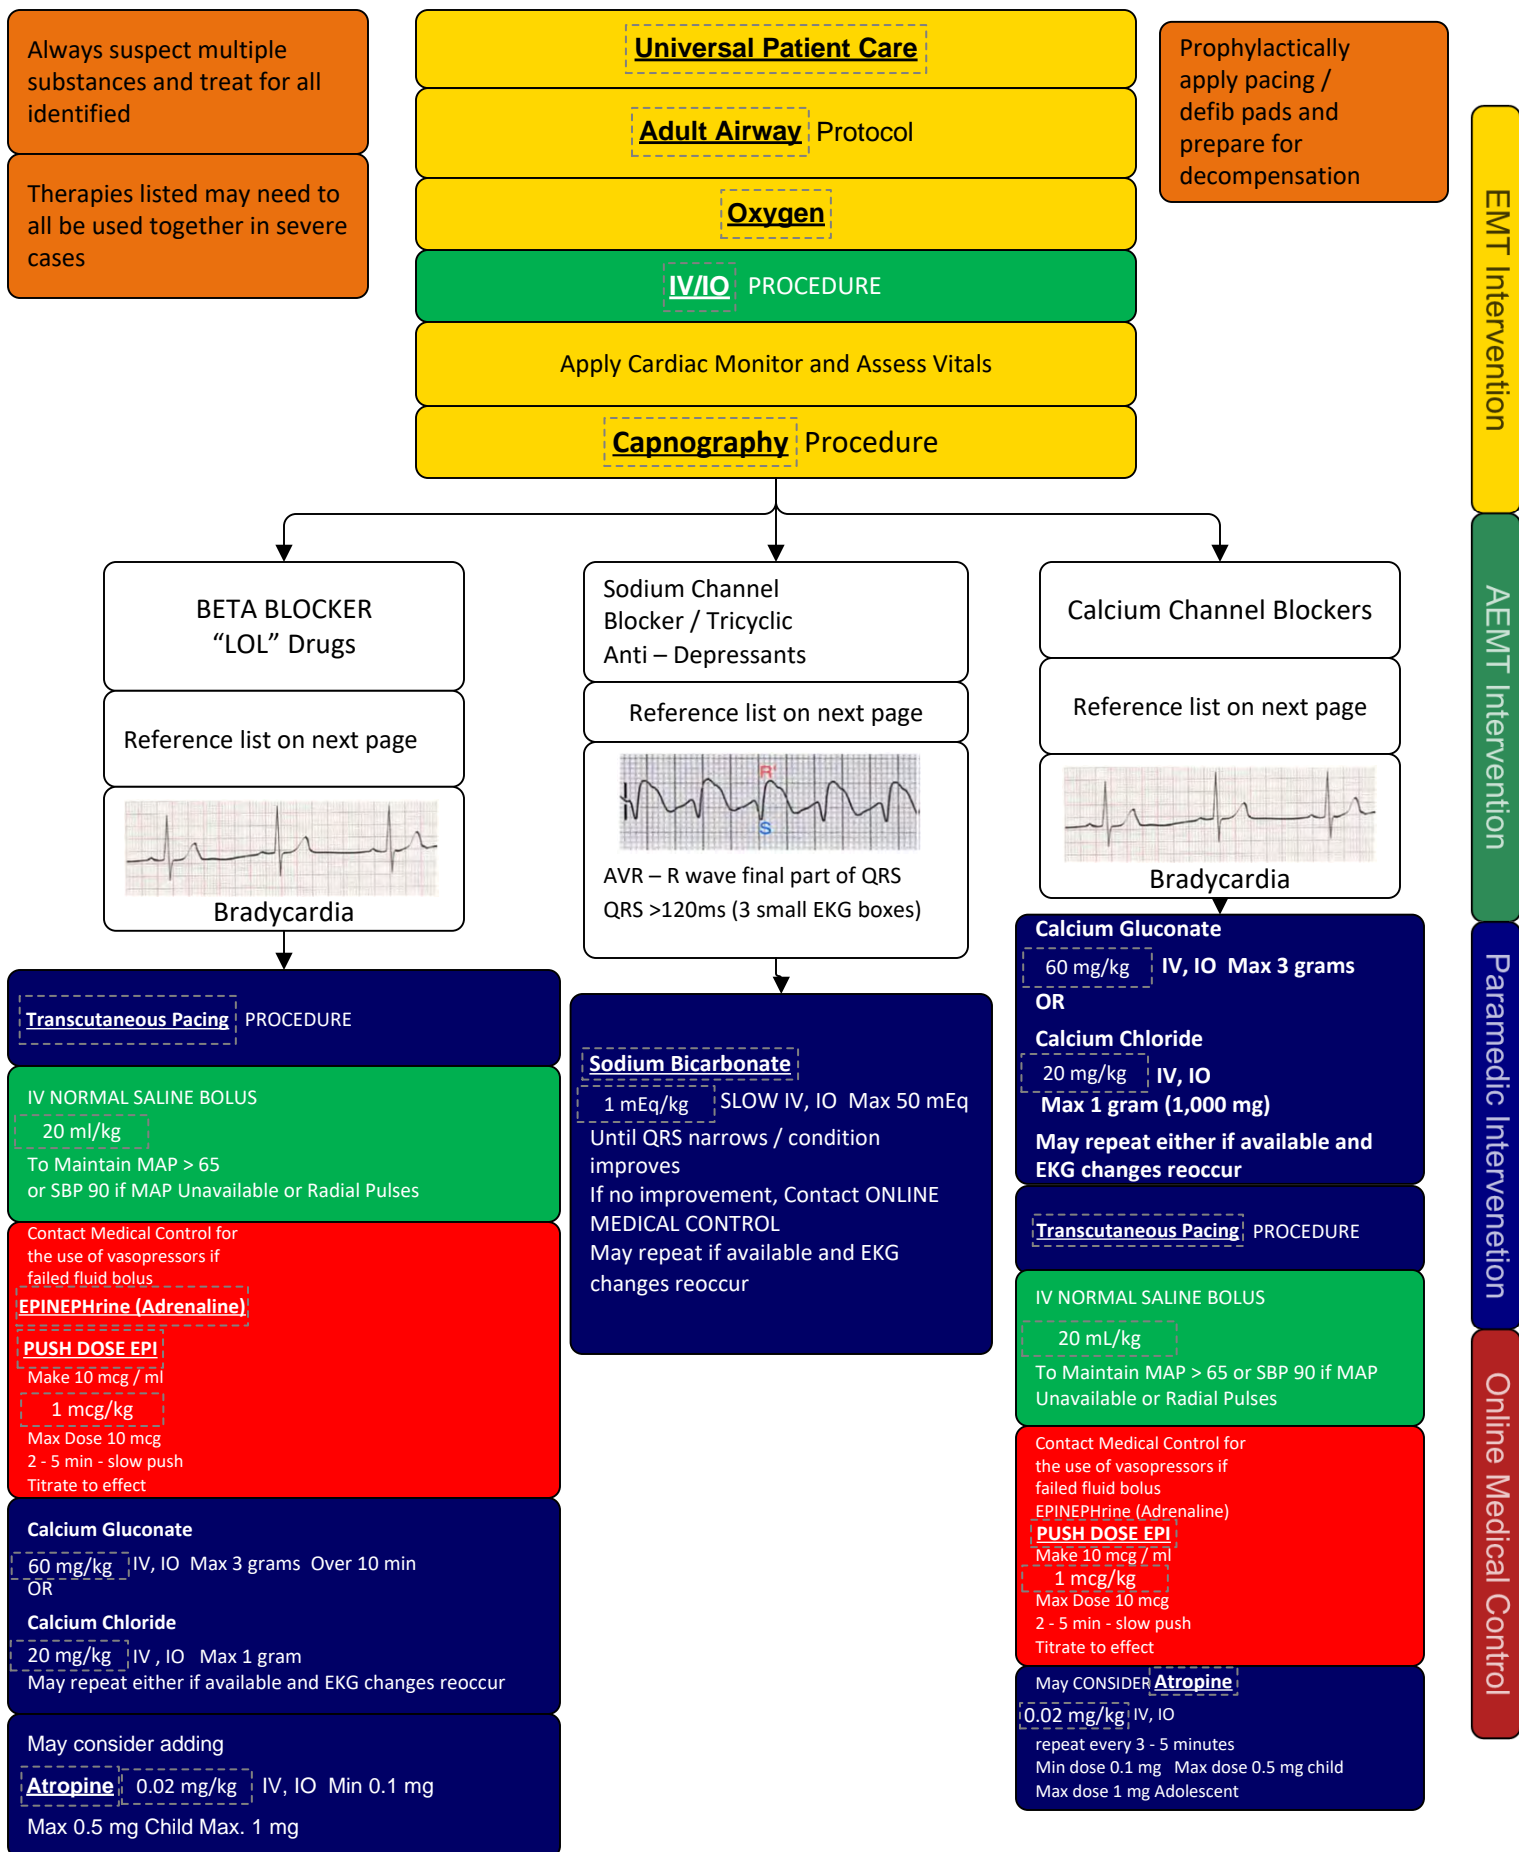 Always suspect multiple
substances and treat for all
identified
Therapies listed may need to
all be used together in severe
cases
Universal Patient Care
Adult Airway Protocol
Oxygen
IV/IO PROCEDURE
Apply Cardiac Monitor and Assess Vitals
Capnography Procedure
Prophylactically
apply pacing /
defib pads and
prepare for
decompensation
BETA BLOCKER
“LOL” Drugs
Reference list on next page
Bradycardia
Transcutaneous Pacing PROCEDURE
IV NORMAL SALINE BOLUS
20 ml/kg
To Maintain MAP > 65
or SBP 90 if MAP Unavailable or Radial Pulses
Contact Medical Control for
the use of vasopressors if
failed fluid bolus
EPINEPHrine (Adrenaline)
PUSH DOSE EPI
Make 10 mcg / ml
1 mcg/kg
Max Dose 10 mcg
2 - 5 min - slow push
Titrate to effect
Calcium Gluconate
60 mg/kg IV, IO Max 3 grams Over 10 min
OR
Calcium Chloride
20 mg/kg IV , IO Max 1 gram
May repeat either if available and EKG changes reoccur
May consider adding
Atropine 0.02 mg/kg IV, IO Min 0.1 mg
Max 0.5 mg Child Max. 1 mg
Sodium Channel
Blocker / Tricyclic
Anti – Depressants
Reference list on next page
R'
S
AVR – R wave final part of QRS
QRS >120ms (3 small EKG boxes)
Sodium Bicarbonate
1 mEq/kg SLOW IV, IO Max 50 mEq
Until QRS narrows / condition
improves
If no improvement, Contact ONLINE
MEDICAL CONTROL
May repeat if available and EKG
changes reoccur
Calcium Channel Blockers
Reference list on next page
Bradycardia
Calcium Gluconate
60 mg/kg IV, IO Max 3 grams
OR
Calcium Chloride
20 mg/kg IV, IO
Max 1 gram (1,000 mg)
May repeat either if available and
EKG changes reoccur
Transcutaneous Pacing PROCEDURE
IV NORMAL SALINE BOLUS
20 mL/kg
To Maintain MAP > 65 or SBP 90 if MAP
Unavailable or Radial Pulses
Contact Medical Control for
the use of vasopressors if
failed fluid bolus
EPINEPHrine (Adrenaline)
PUSH DOSE EPI
Make 10 mcg / ml
1 mcg/kg
Max Dose 10 mcg
2 - 5 min - slow push
Titrate to effect
May CONSIDER Atropine
0.02 mg/kg IV, IO
repeat every 3 - 5 minutes
Min dose 0.1 mg Max dose 0.5 mg child
Max dose 1 mg Adolescent
EMT Intervention
AEMT Intervention
Paramedic Intervenetion
Online Medical Control